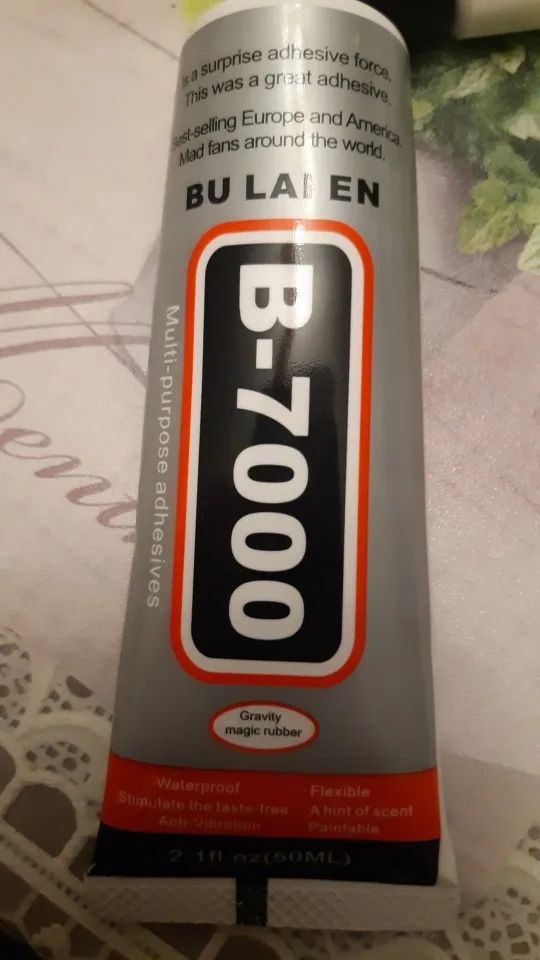 is a surprise adhesive force.
This was a great adhesive.
Best-selling Europe and America.
Mad fans around the world.
BU LAI EN
B-7000
Multi-purpose adhesives
Gravity
magic rubber
Waterproof
Stimulate the taste-free
Anti-Vibration
Flexible
A hint of scent
Paintable
2 1fl oz(50ML)